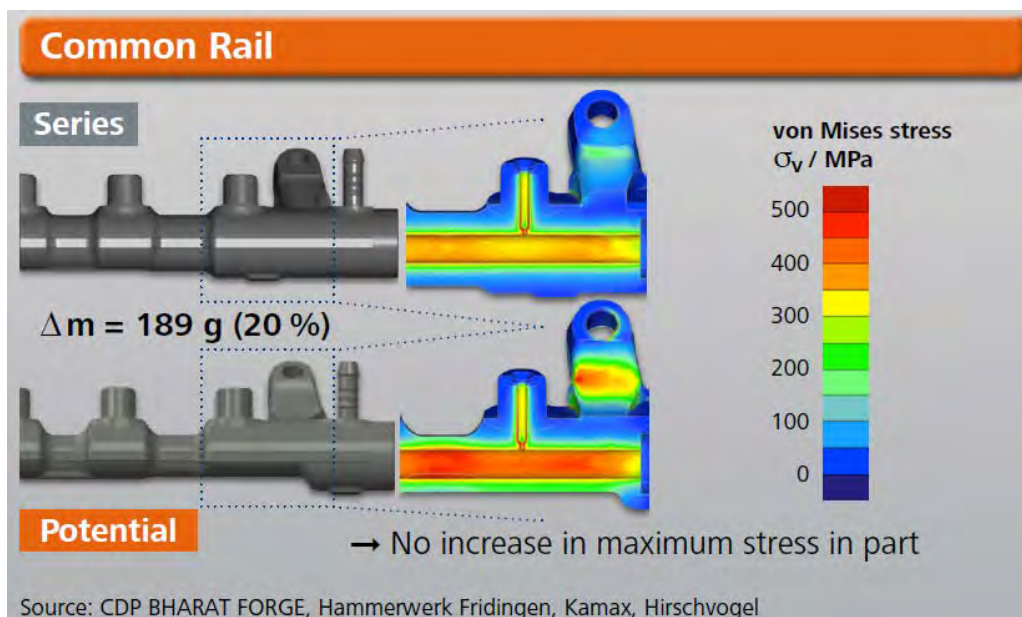 Common Rail
Series
von Mises stress
σv / MPa
500
400
300
200
100
0
Δm = 189 g (20 %)
Potential
→ No increase in maximum stress in part
Source: CDP BHARAT FORGE, Hammerwerk Fridingen, Kamax, Hirschvogel